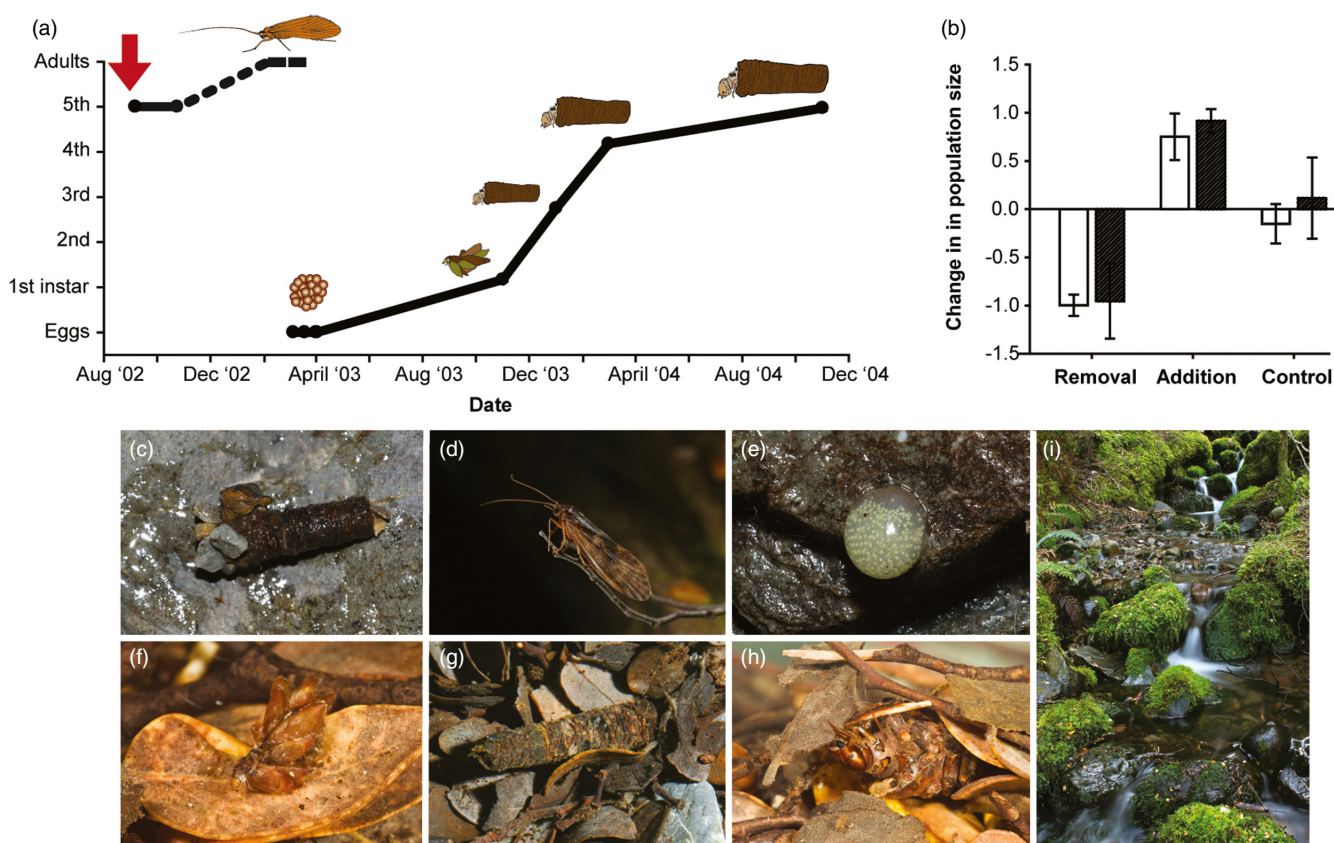 (a)
Adults
5th
4th
3rd
2nd
1st instar
Eggs
Aug ‘02
Dec ‘02
April ‘03
Aug ‘03
Dec ‘03
April ‘04
Aug ‘04
Dec ‘04
Date
(b)
Change in in population size
1.5
1.0
0.5
0.0
-0.5
-1.0
-1.5
Removal
Addition
Control
(c)
(d)
(e)
(i)
(f)
(g)
(h)